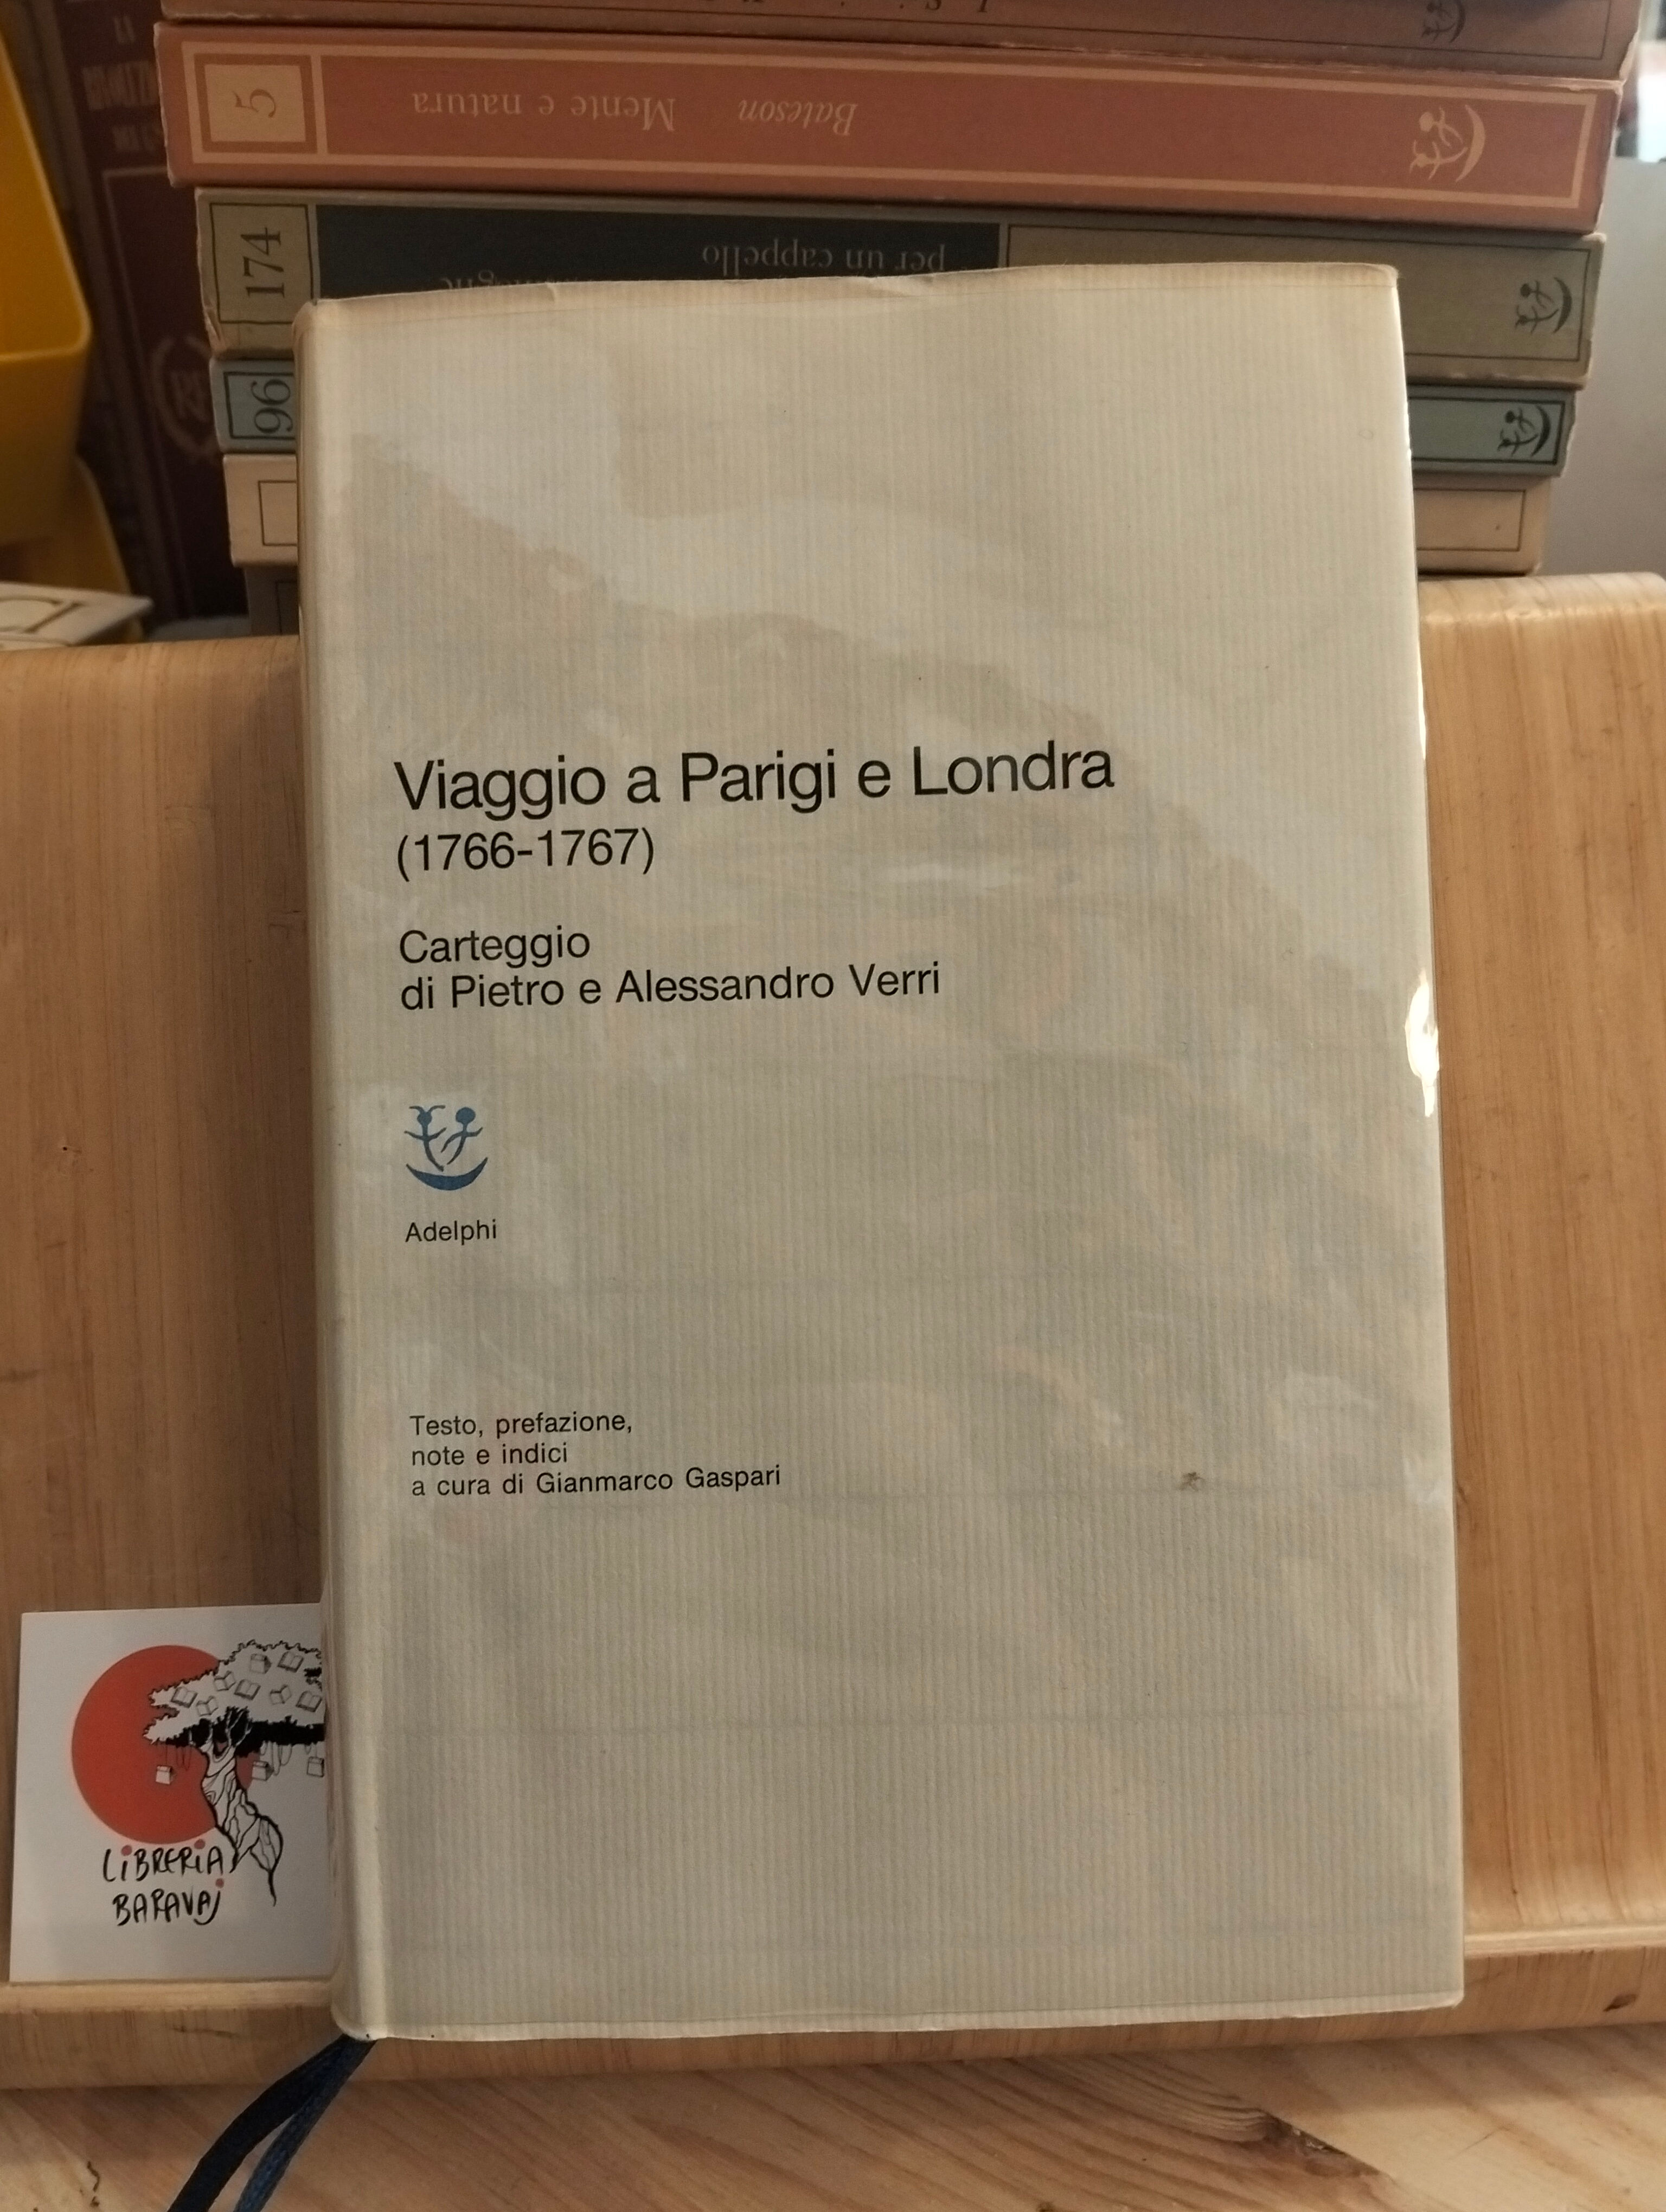 5
Mente e natura
Bateson
174
per un cappello
96
Viaggio a Parigi e Londra
(1766-1767)
Carteggio
di Pietro e Alessandro Verri
Adelphi
Testo, prefazione,
note e indici
a cura di Gianmarco Gaspari
LiBRERiA
BARAVAj